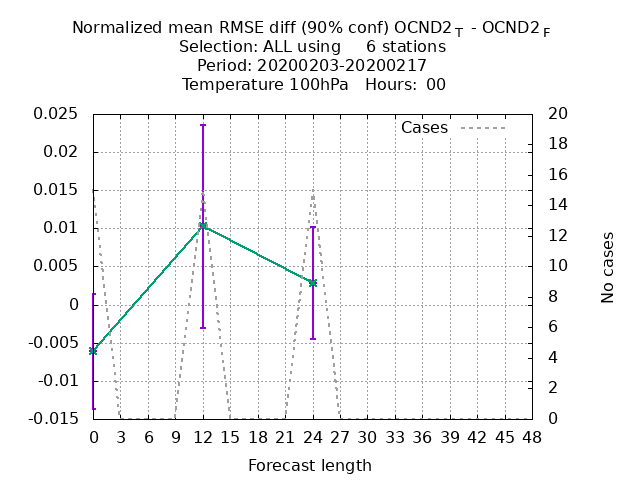 Normalized mean RMSE diff (90% conf) OCND2 T - OCND2 F
Selection: ALL using 6 stations
Period: 20200203-20200217
Temperature 100hPa Hours: 00
Cases
0.025
0.02
0.015
0.01
0.005
0
-0.005
-0.01
-0.015
20
18
16
14
12
10
8
6
4
2
0
No cases
0 3 6 9 12 15 18 21 24 27 30 33 36 39 42 45 48
Forecast length